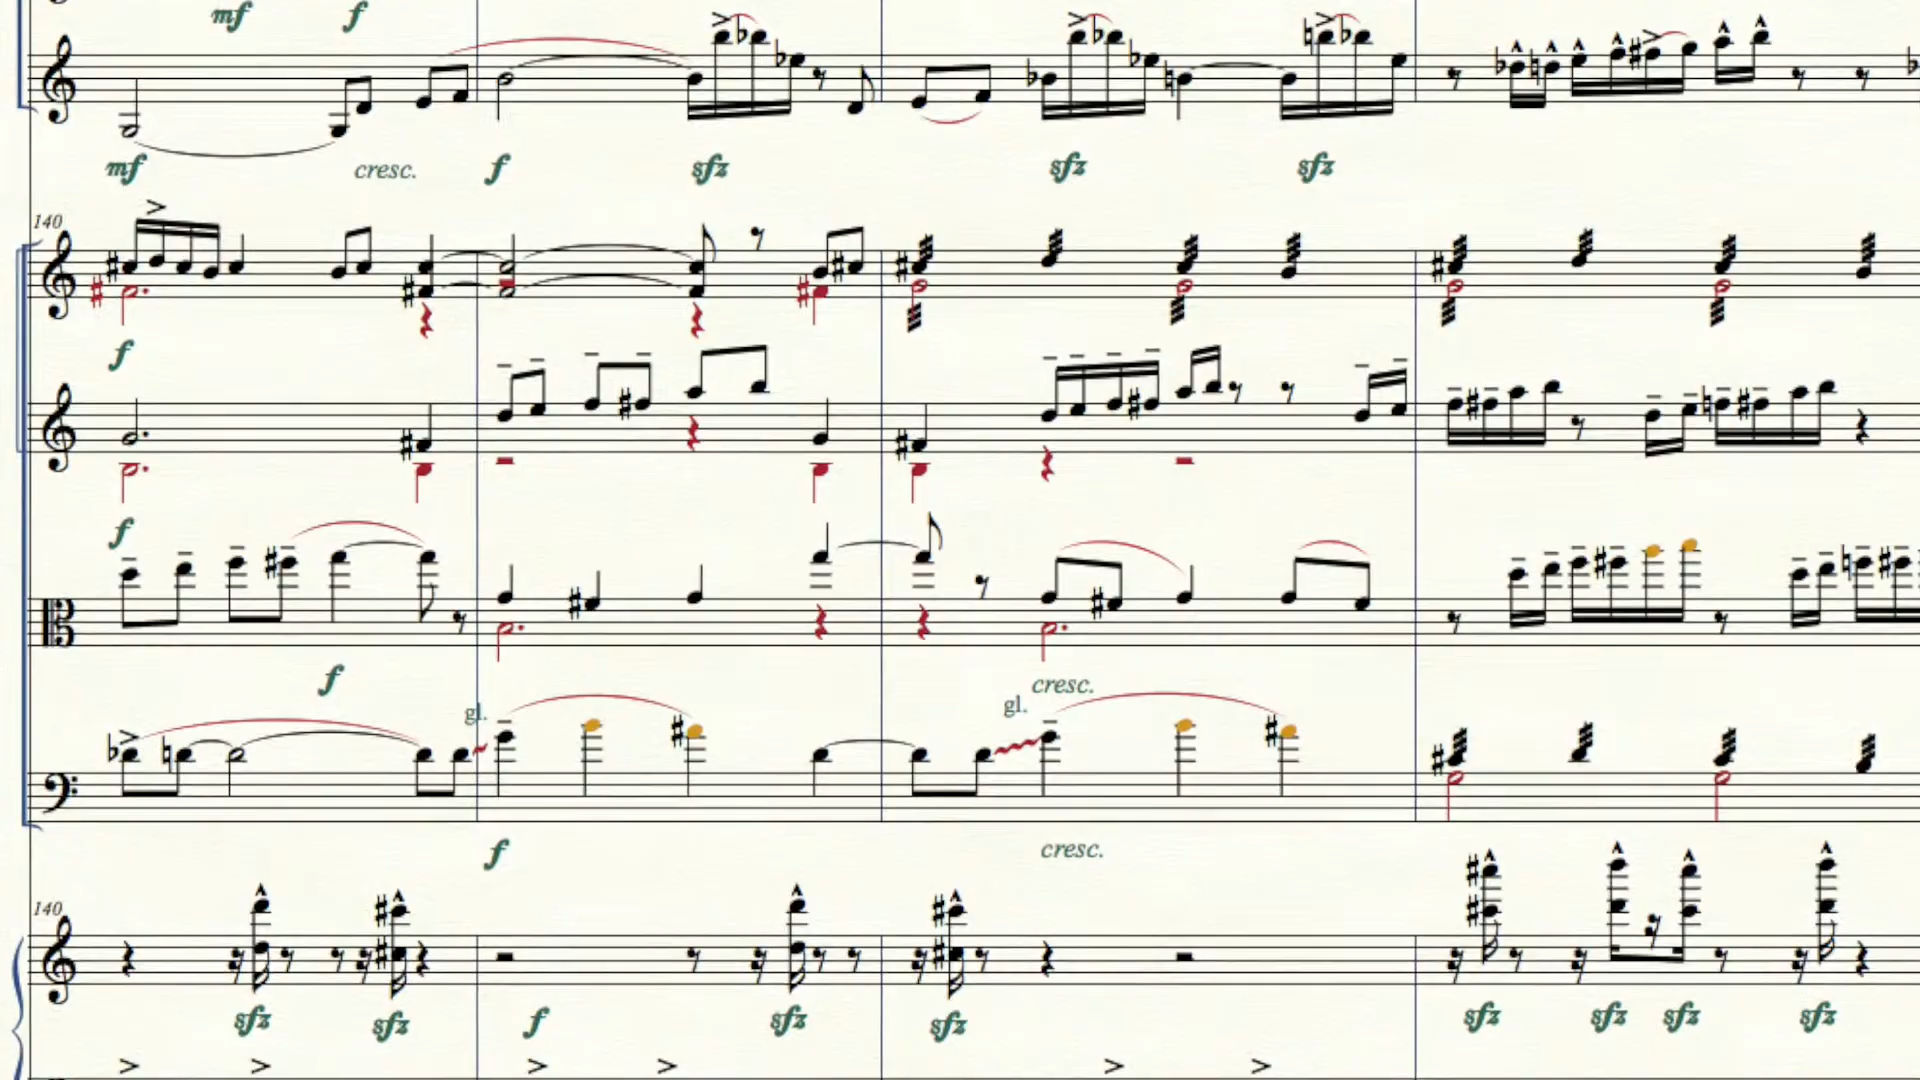 mf f
mf cresc. f sfz sfz sfz
140
f
f
f
cresc.
gl. gl.
f cresc.
140
sfz sfz f sfz sfz sfz sfz sfz sfz